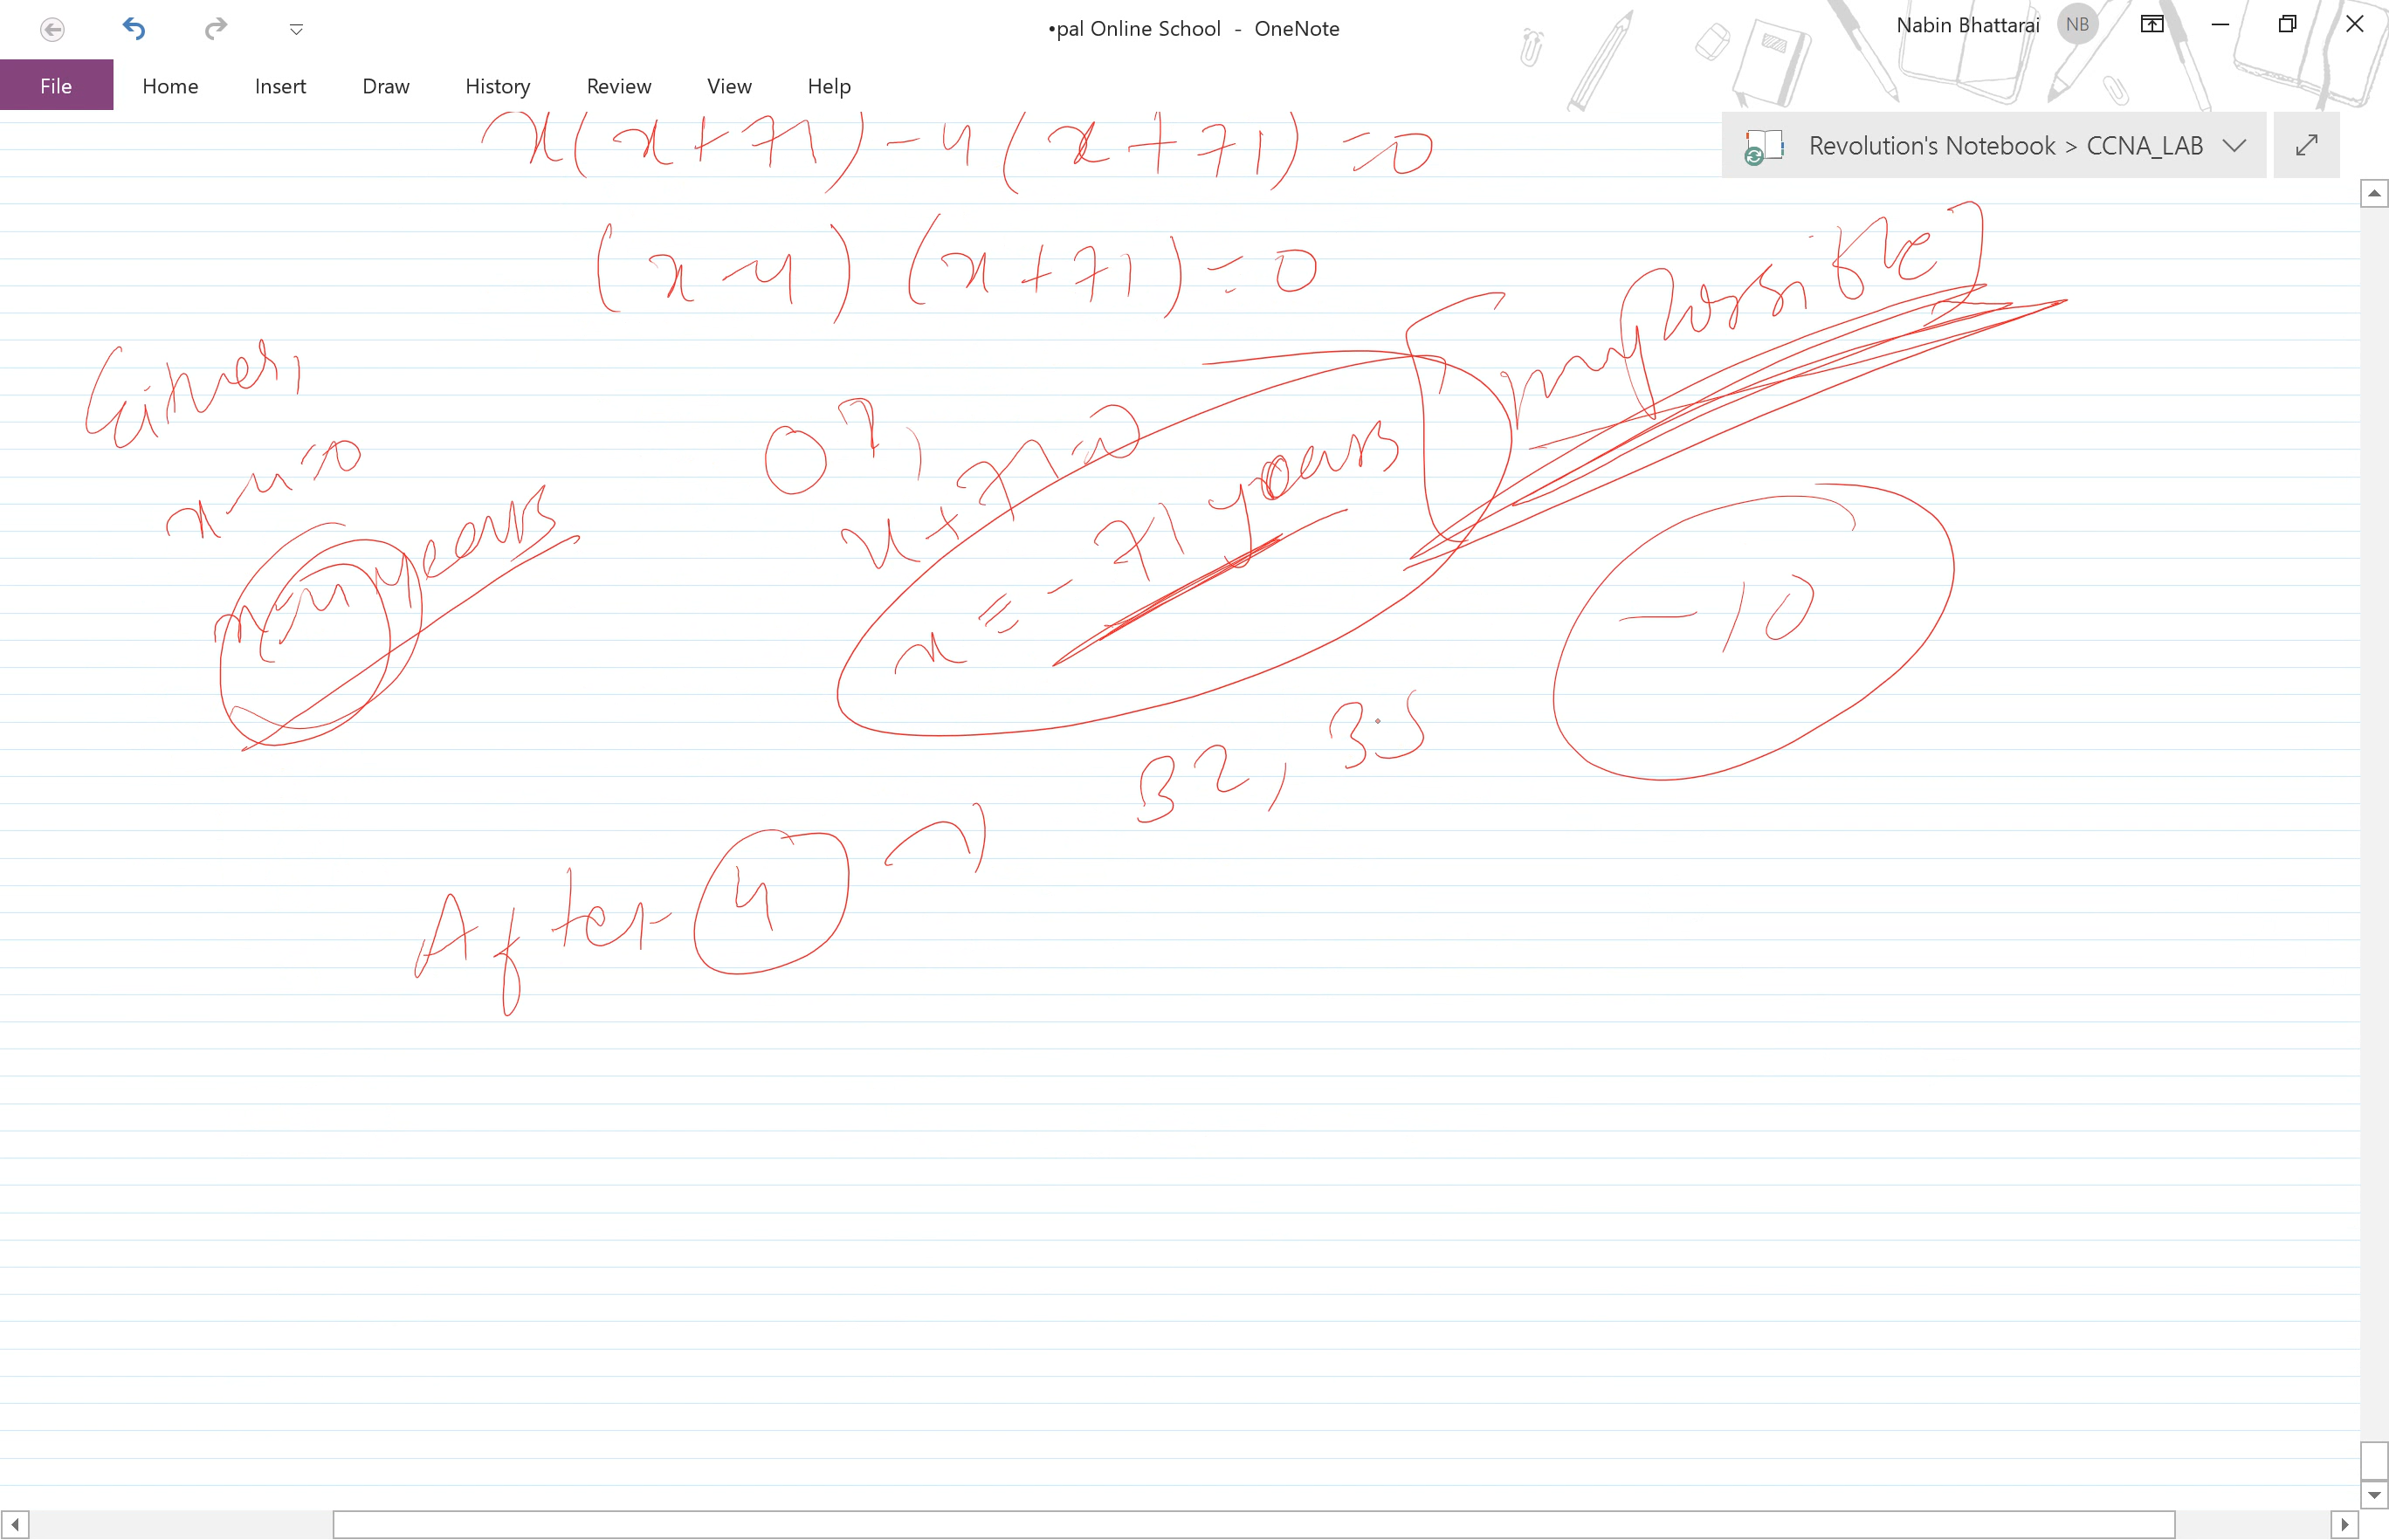 •pal Online School - OneNote
Nabin Bhattarai NB
File Home Insert Draw History Review View Help
Revolution's Notebook > CCNA_LAB
x(x+71)-4(x+71)=0
(x-4)(x+71)=0
Either,
x-4=0
x=4 years
Or,
x+71=0
x=-71 years [impossible]
-10
After 4 32, 35